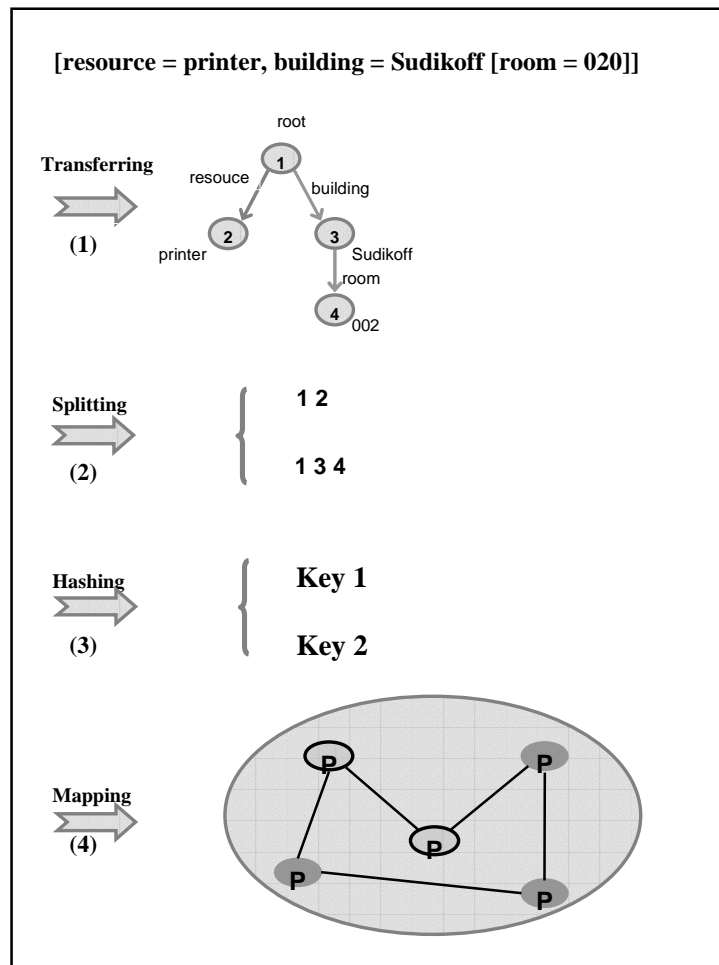 [resource = printer, building = Sudikoff [room = 020]]
root
Transferring
(1)
1
resouce
building
2
3
printer
Sudikoff
room
4
002
Splitting
(2)
1 2
1 3 4
Hashing
(3)
Key 1
Key 2
Mapping
(4)
P
P
P
P
P